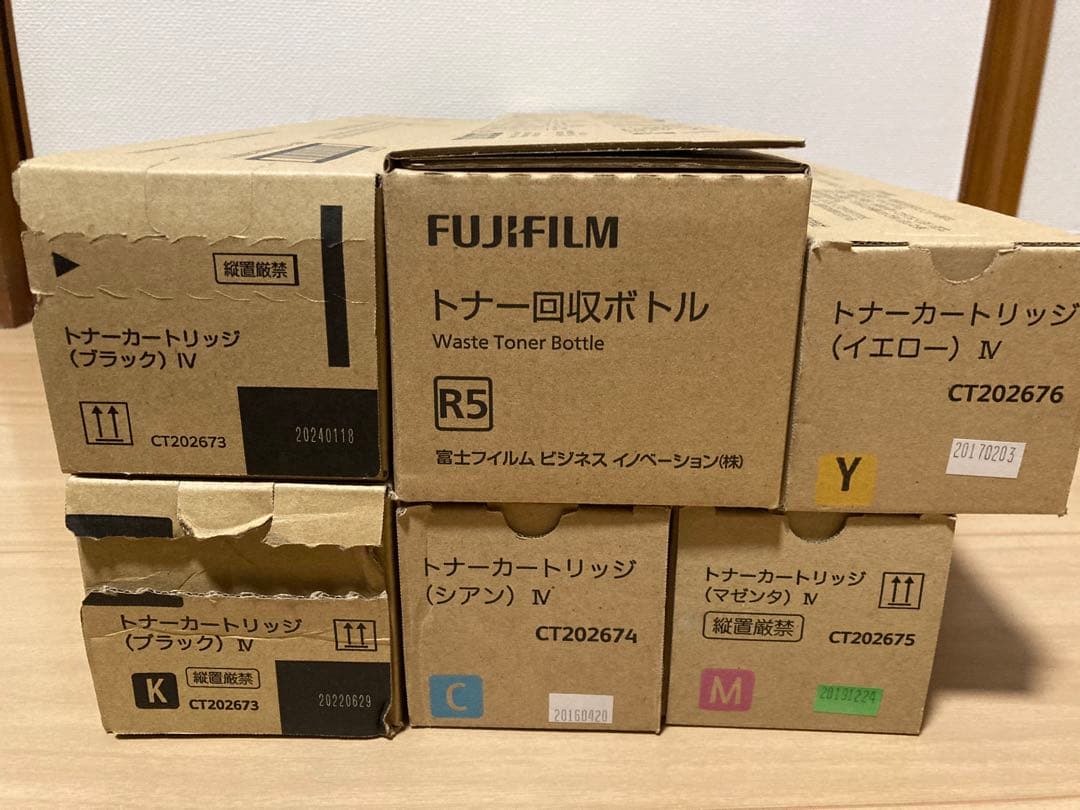 縦置厳禁
トナーカートリッジ
(ブラック) Ⅳ
CT202673
20240118
FUJIFILM
トナー回収ボトル
Waste Toner Bottle
R5
富士フイルム ビジネス イノベーション(株)
トナーカートリッジ
(イエロー) Ⅳ
CT202676
20170203
Y
トナーカートリッジ
(ブラック) Ⅳ
K
縦置厳禁
CT202673
20220629
トナーカートリッジ
(シアン) Ⅳ
CT202674
C
20160420
トナーカートリッジ
(マゼンタ) Ⅳ
縦置厳禁
CT202675
M
20191224